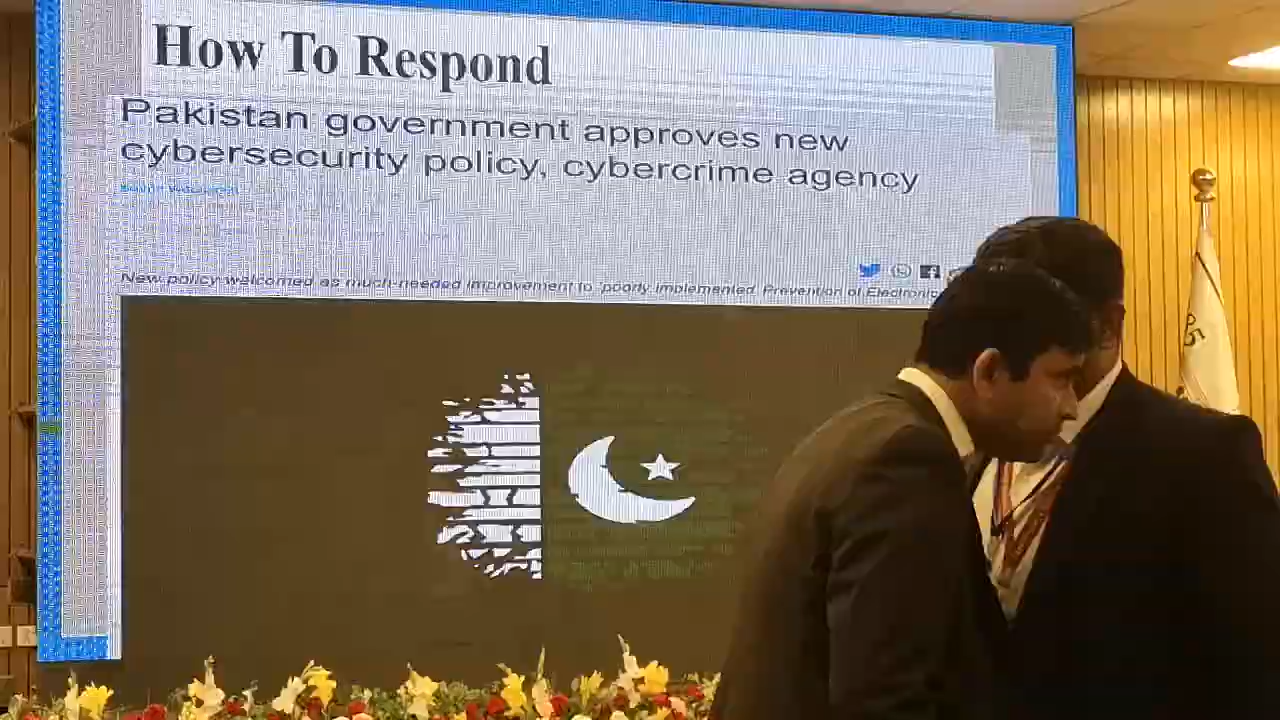 How To Respond
Pakistan government approves new
cybersecurity policy, cybercrime agency
New policy welcomed as much-needed improvement to 'poorly implemented' Prevention of Electronic